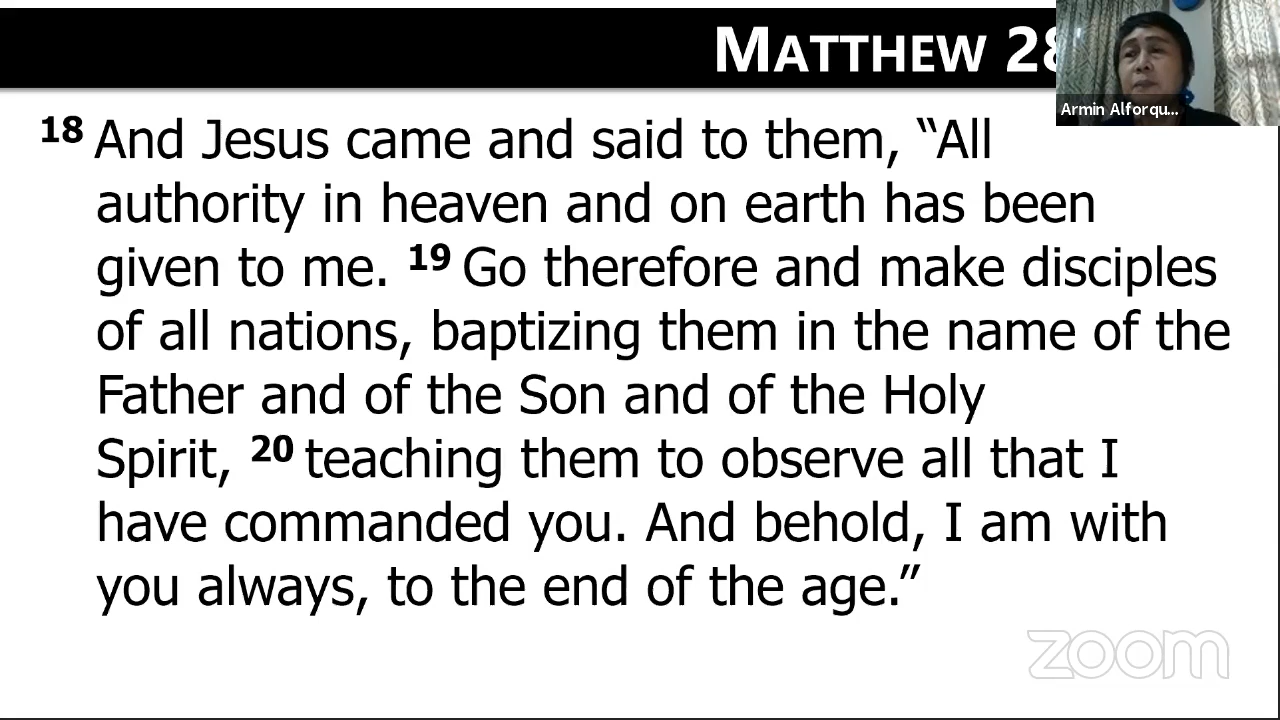 MATTHEW 28
Armin Alforqu...
18 And Jesus came and said to them, “All
authority in heaven and on earth has been
given to me. 19 Go therefore and make disciples
of all nations, baptizing them in the name of the
Father and of the Son and of the Holy
Spirit, 20 teaching them to observe all that I
have commanded you. And behold, I am with
you always, to the end of the age.”
zoom